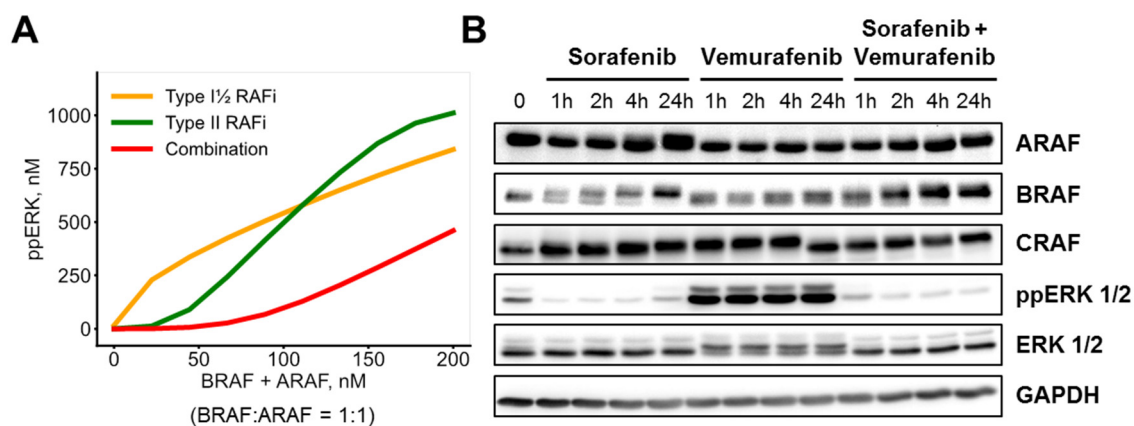 A
Type I½ RAFi
Type II RAFi
Combination
ppERK, nM
1000
750
500
250
0
0 50 100 150 200
BRAF + ARAF, nM
(BRAF:ARAF = 1:1)
B
Sorafenib Vemurafenib Sorafenib +
Vemurafenib
0 1h 2h 4h 24h 1h 2h 4h 24h 1h 2h 4h 24h
ARAF
BRAF
CRAF
ppERK 1/2
ERK 1/2
GAPDH